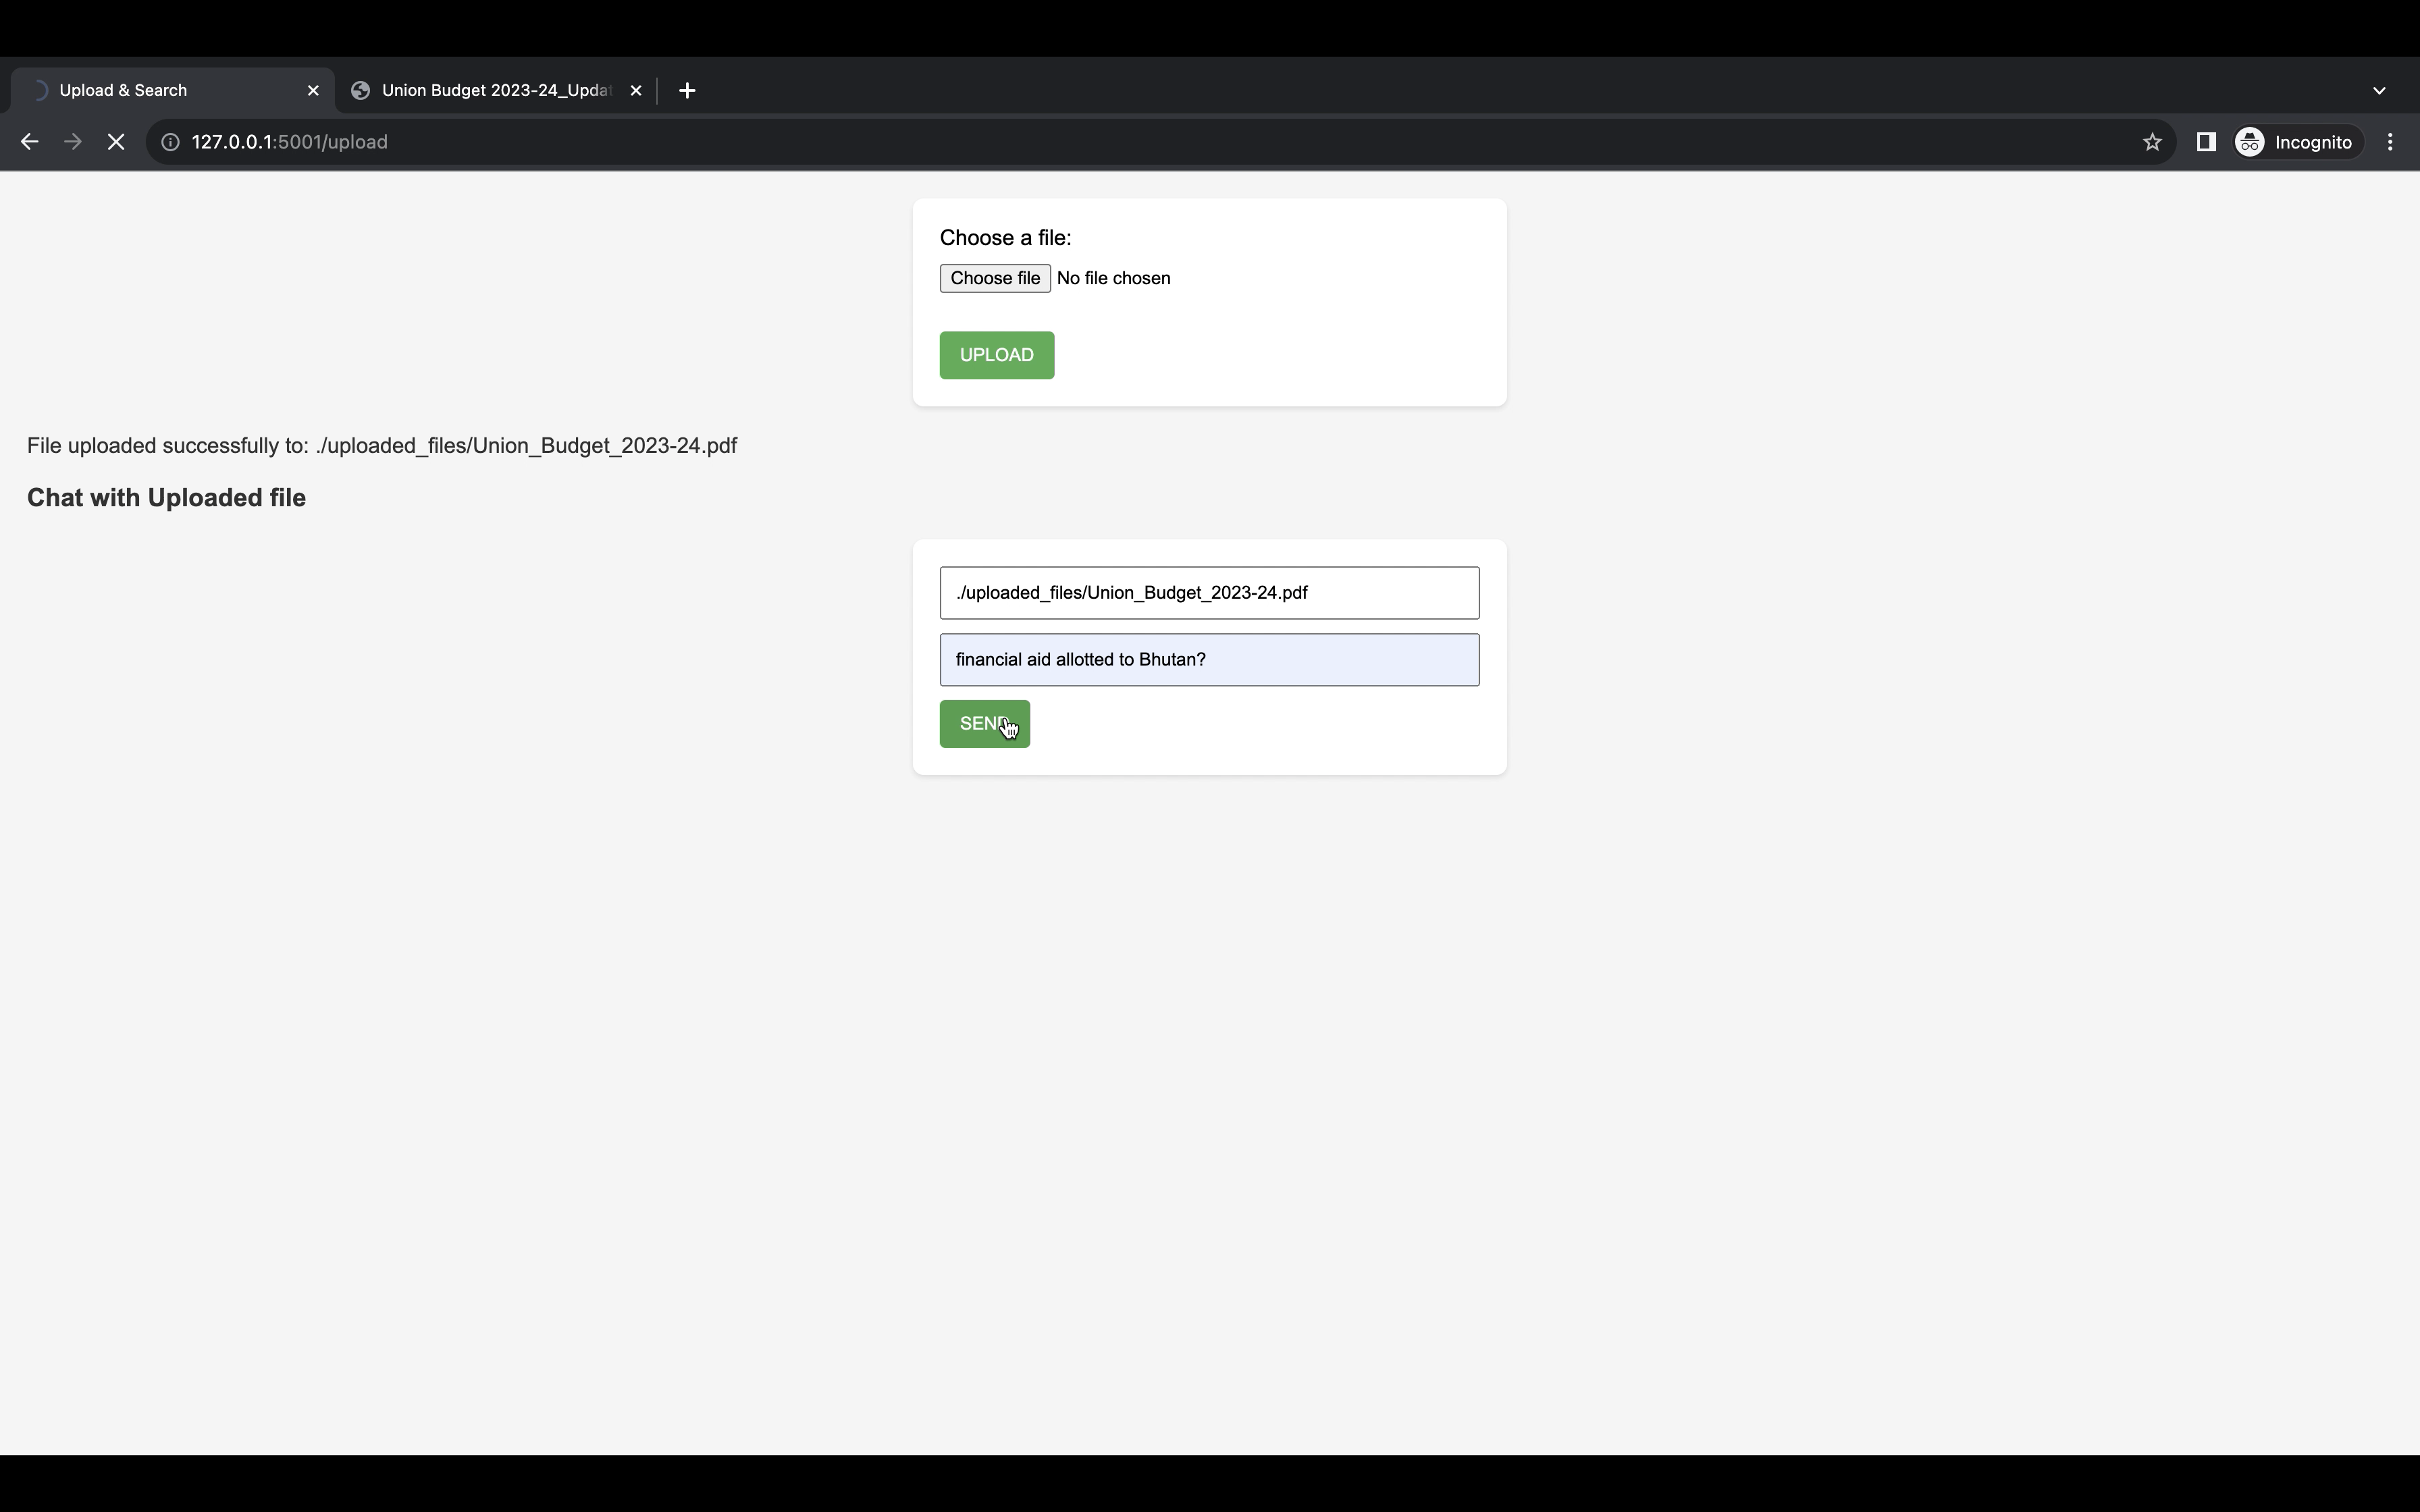 Upload & Search
Union Budget 2023-24_Updat
127.0.0.1:5001/upload
Incognito
Choose a file:
Choose file No file chosen
UPLOAD
File uploaded successfully to: ./uploaded_files/Union_Budget_2023-24.pdf
Chat with Uploaded file
./uploaded_files/Union_Budget_2023-24.pdf
financial aid allotted to Bhutan?
SEND